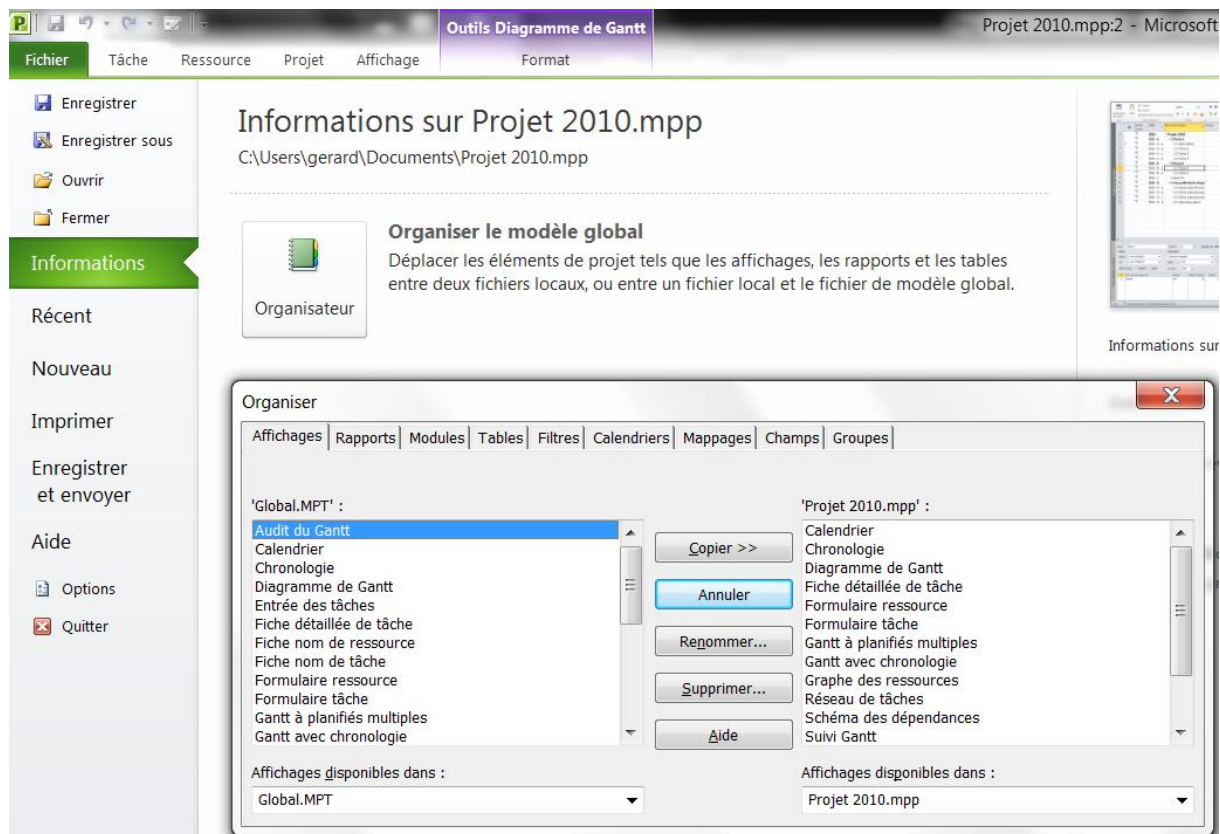 Outils Diagramme de Gantt
Projet 2010.mpp:2 - Microsoft
Fichier Tâche Ressource Projet Affichage Format
Enregistrer
Enregistrer sous
Ouvrir
Fermer
Informations
Récent
Nouveau
Imprimer
Enregistrer
et envoyer
Aide
Options
Quitter
Informations sur Projet 2010.mpp
C:\Users\gerard\Documents\Projet 2010.mpp
Organisateur
Organiser le modèle global
Déplacer les éléments de projet tels que les affichages, les rapports et les tables
entre deux fichiers locaux, ou entre un fichier local et le fichier de modèle global.
Informations sur
Organiser
Affichages Rapports Modules Tables Filtres Calendriers Mappages Champs Groupes
'Global.MPT' :
Audit du Gantt
Calendrier
Chronologie
Diagramme de Gantt
Entrée des tâches
Fiche détaillée de tâche
Fiche nom de ressource
Fiche nom de tâche
Formulaire ressource
Formulaire tâche
Gantt à planifiés multiples
Gantt avec chronologie
Copier >>
Annuler
Renommer...
Supprimer...
Aide
'Projet 2010.mpp' :
Calendrier
Chronologie
Diagramme de Gantt
Fiche détaillée de tâche
Formulaire ressource
Formulaire tâche
Gantt à planifiés multiples
Gantt avec chronologie
Graphe des ressources
Réseau de tâches
Schéma des dépendances
Suivi Gantt
Affichages disponibles dans :
Global.MPT
Affichages disponibles dans :
Projet 2010.mpp